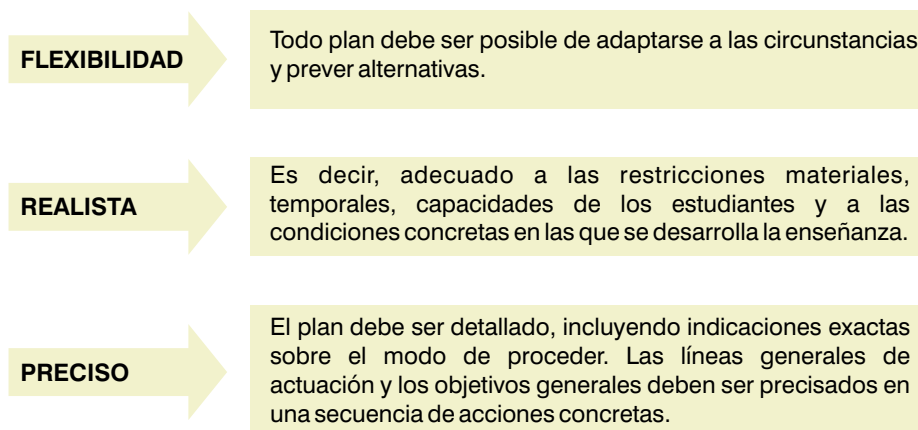 FLEXIBILIDAD
Todo plan debe ser posible de adaptarse a las circunstancias
y prever alternativas.
REALISTA
Es decir, adecuado a las restricciones materiales,
temporales, capacidades de los estudiantes y a las
condiciones concretas en las que se desarrolla la enseñanza.
PRECISO
El plan debe ser detallado, incluyendo indicaciones exactas
sobre el modo de proceder. Las líneas generales de
actuación y los objetivos generales deben ser precisados en
una secuencia de acciones concretas.